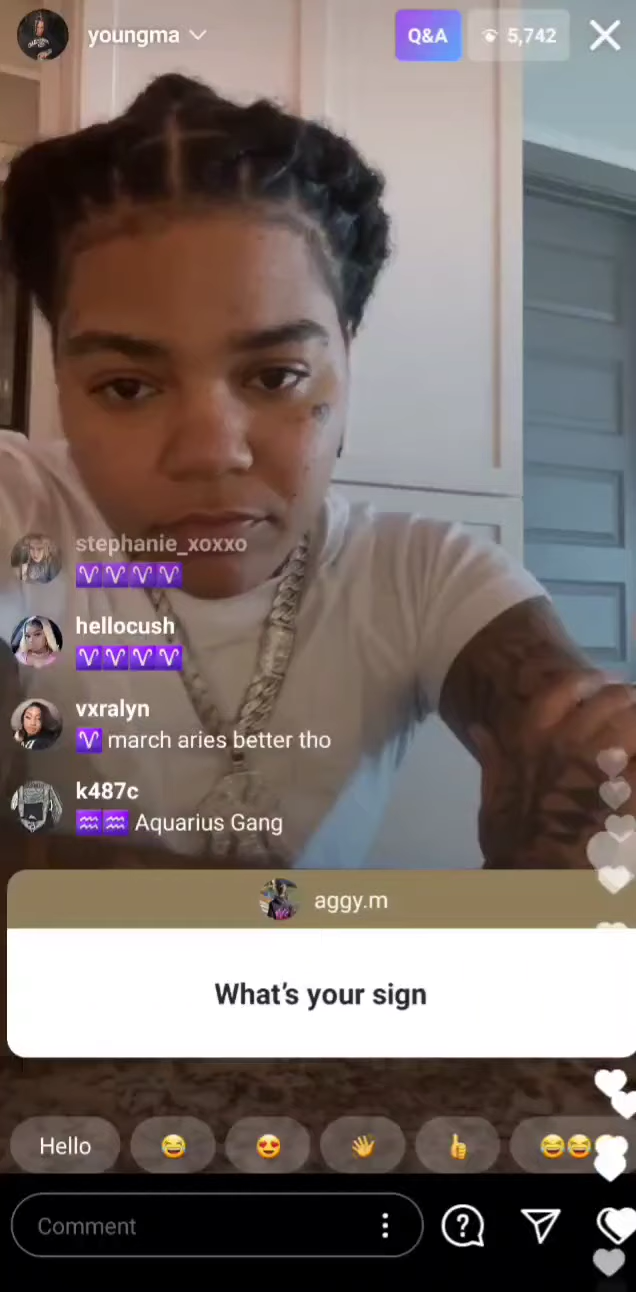 youngma
Q&A
5,742
stephanie_xoxxo
♈♈♈♈
hellocush
♈♈♈♈
vxralyn
♈ march aries better tho
k487c
♒♒ Aquarius Gang
aggy.m
What's your sign
Hello 😂 😍 👋 👍 😂😂
Comment